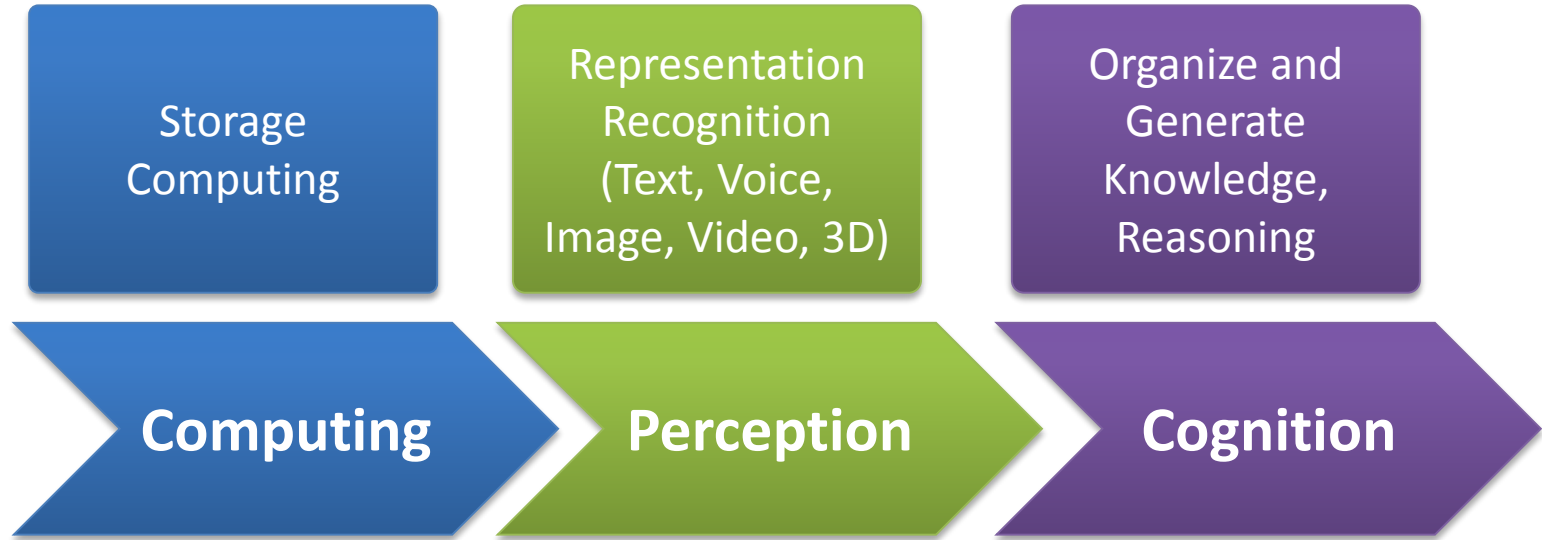 Storage
Computing
Representation
Recognition
(Text, Voice,
Image, Video, 3D)
Organize and
Generate
Knowledge,
Reasoning
Computing
Perception
Cognition